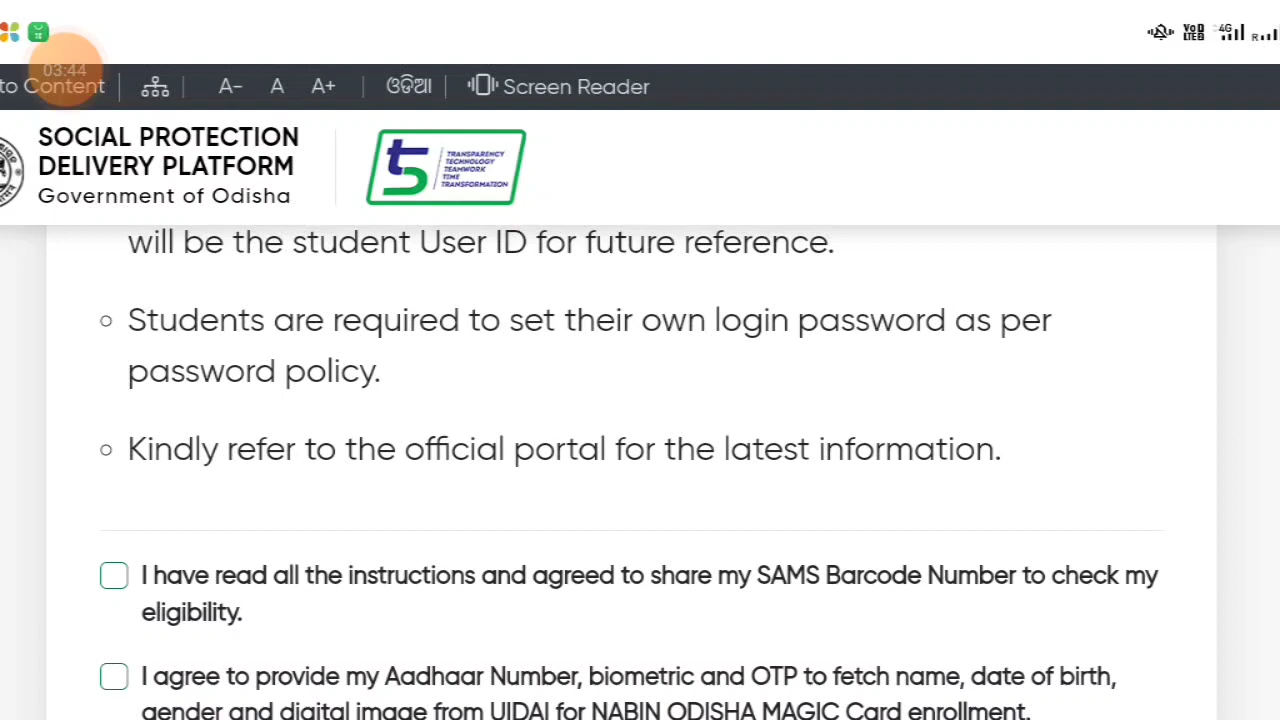 03:44
VoD
LTEB
4G
R
to Content
A-
A
A+
ଓଡିଆ
Screen Reader
SOCIAL PROTECTION
DELIVERY PLATFORM
Government of Odisha
t5
TRANSPARENCY
TECHNOLOGY
TEAMWORK
TIME
TRANSFORMATION
will be the student User ID for future reference.
Students are required to set their own login password as per
password policy.
Kindly refer to the official portal for the latest information.
I have read all the instructions and agreed to share my SAMS Barcode Number to check my
eligibility.
I agree to provide my Aadhaar Number, biometric and OTP to fetch name, date of birth,
gender and digital image from UIDAI for NABIN ODISHA MAGIC Card enrollment.